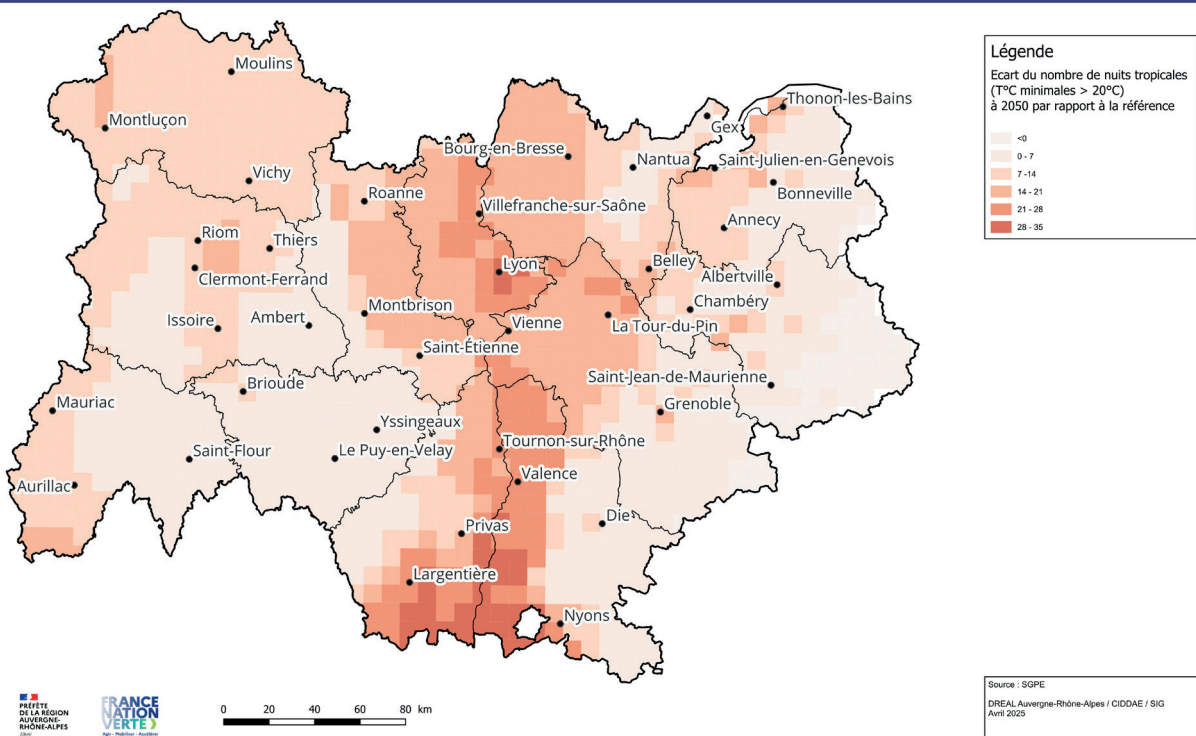 Moulins
Montluçon
Vichy
Thonon-les-Bains
Gex
Bourg-en-Bresse
Nantua
Saint-Julien-en-Genevois
Bonneville
Roanne
Villefranche-sur-Saône
Annecy
Riom
Thiers
Clermont-Ferrand
Lyon
Belley
Albertville
Chambéry
Issoire
Ambert
Montbrison
Vienne
La Tour-du-Pin
Saint-Étienne
Saint-Jean-de-Maurienne
Brioude
Mauriac
Grenoble
Yssingeaux
Saint-Flour
Le Puy-en-Velay
Tournon-sur-Rhône
Aurillac
Valence
Die
Privas
Largentière
Nyons
Légende
Ecart du nombre de nuits tropicales
(T°C minimales > 20°C)
à 2050 par rapport à la référence
<0
0 - 7
7 -14
14 - 21
21 - 28
28 - 35
PRÉFÈTE
DE LA RÉGION
AUVERGNE-
RHÔNE-ALPES
FRANCE
NATION
VERTE
Agir • Mobiliser • Accélérer
0 20 40 60 80 km
Source : SGPE
DREAL Auvergne-Rhône-Alpes / CIDDAE / SIG
Avril 2025